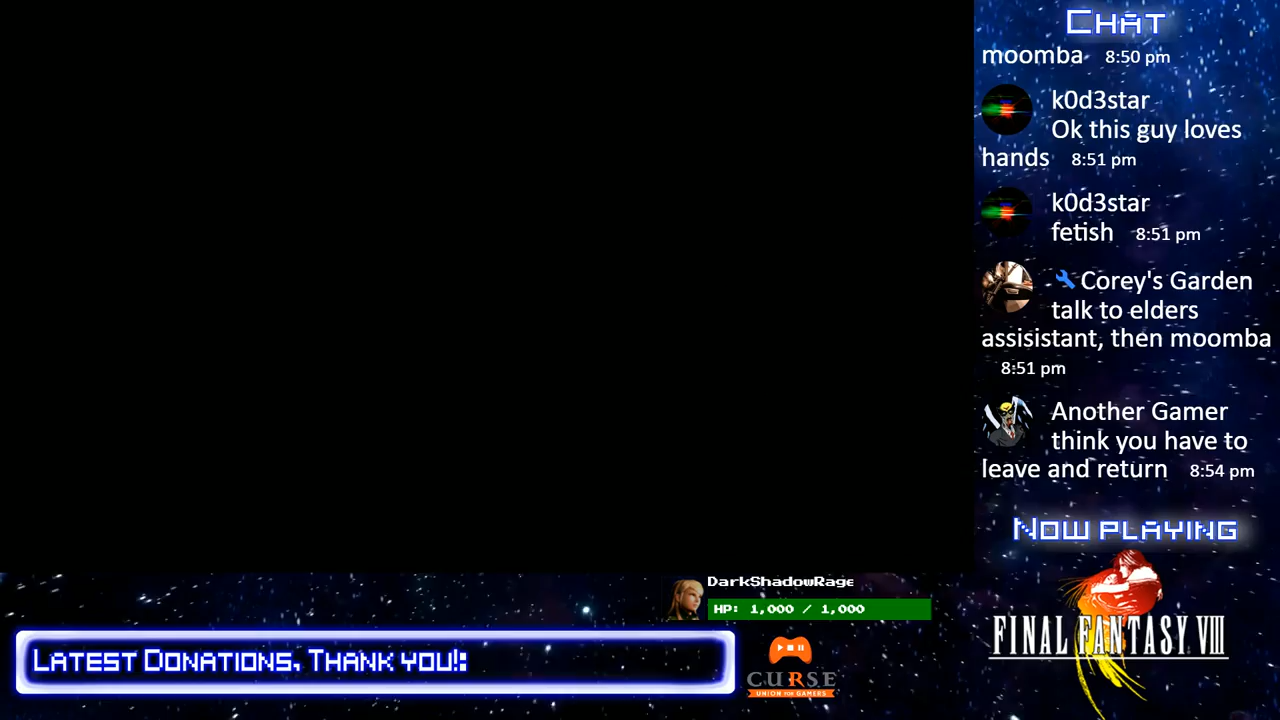 CHAT
moomba 8:50 pm
k0d3star
Ok this guy loves
hands 8:51 pm
k0d3star
fetish 8:51 pm
Corey's Garden
talk to elders
assisistant, then moomba
8:51 pm
Another Gamer
think you have to
leave and return 8:54 pm
NOW PLAYING
FINAL FANTASY VIII
DarkShadowRage
HP: 1,000 / 1,000
LATEST DONATIONS, THANK YOU!:
CURSE
UNION FOR GAMERS